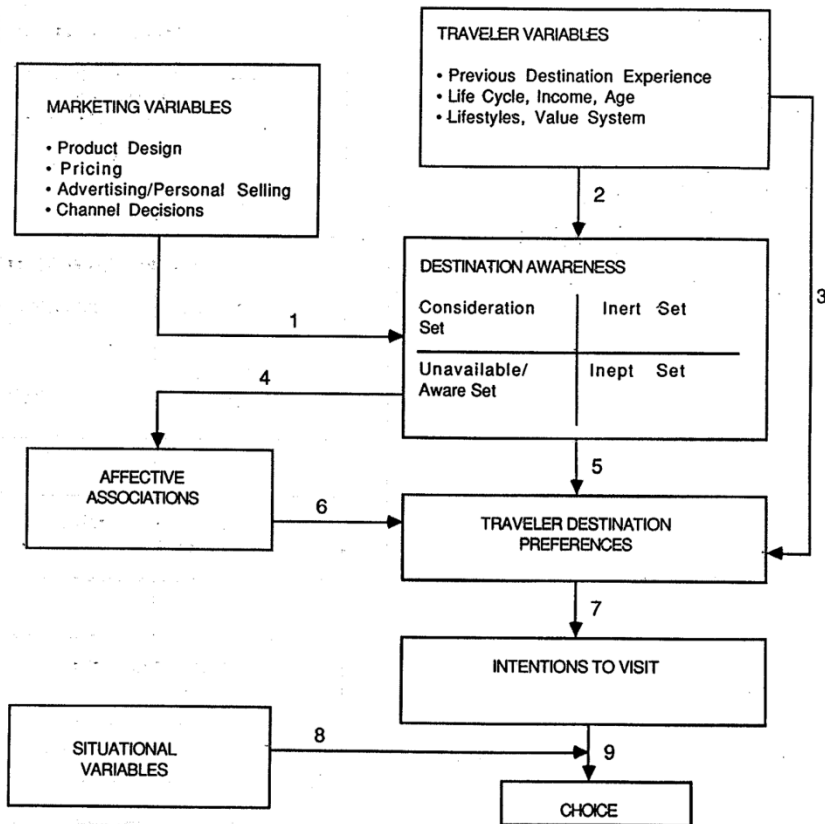 TRAVELER VARIABLES
• Previous Destination Experience
• Life Cycle, Income, Age
• Lifestyles, Value System
MARKETING VARIABLES
• Product Design
• Pricing
• Advertising/Personal Selling
• Channel Decisions
2
3
DESTINATION AWARENESS
Consideration
Set
Inert Set
Unavailable/
Aware Set
Inept Set
1
4
5
AFFECTIVE
ASSOCIATIONS
6
TRAVELER DESTINATION
PREFERENCES
7
INTENTIONS TO VISIT
SITUATIONAL
VARIABLES
8
9
CHOICE